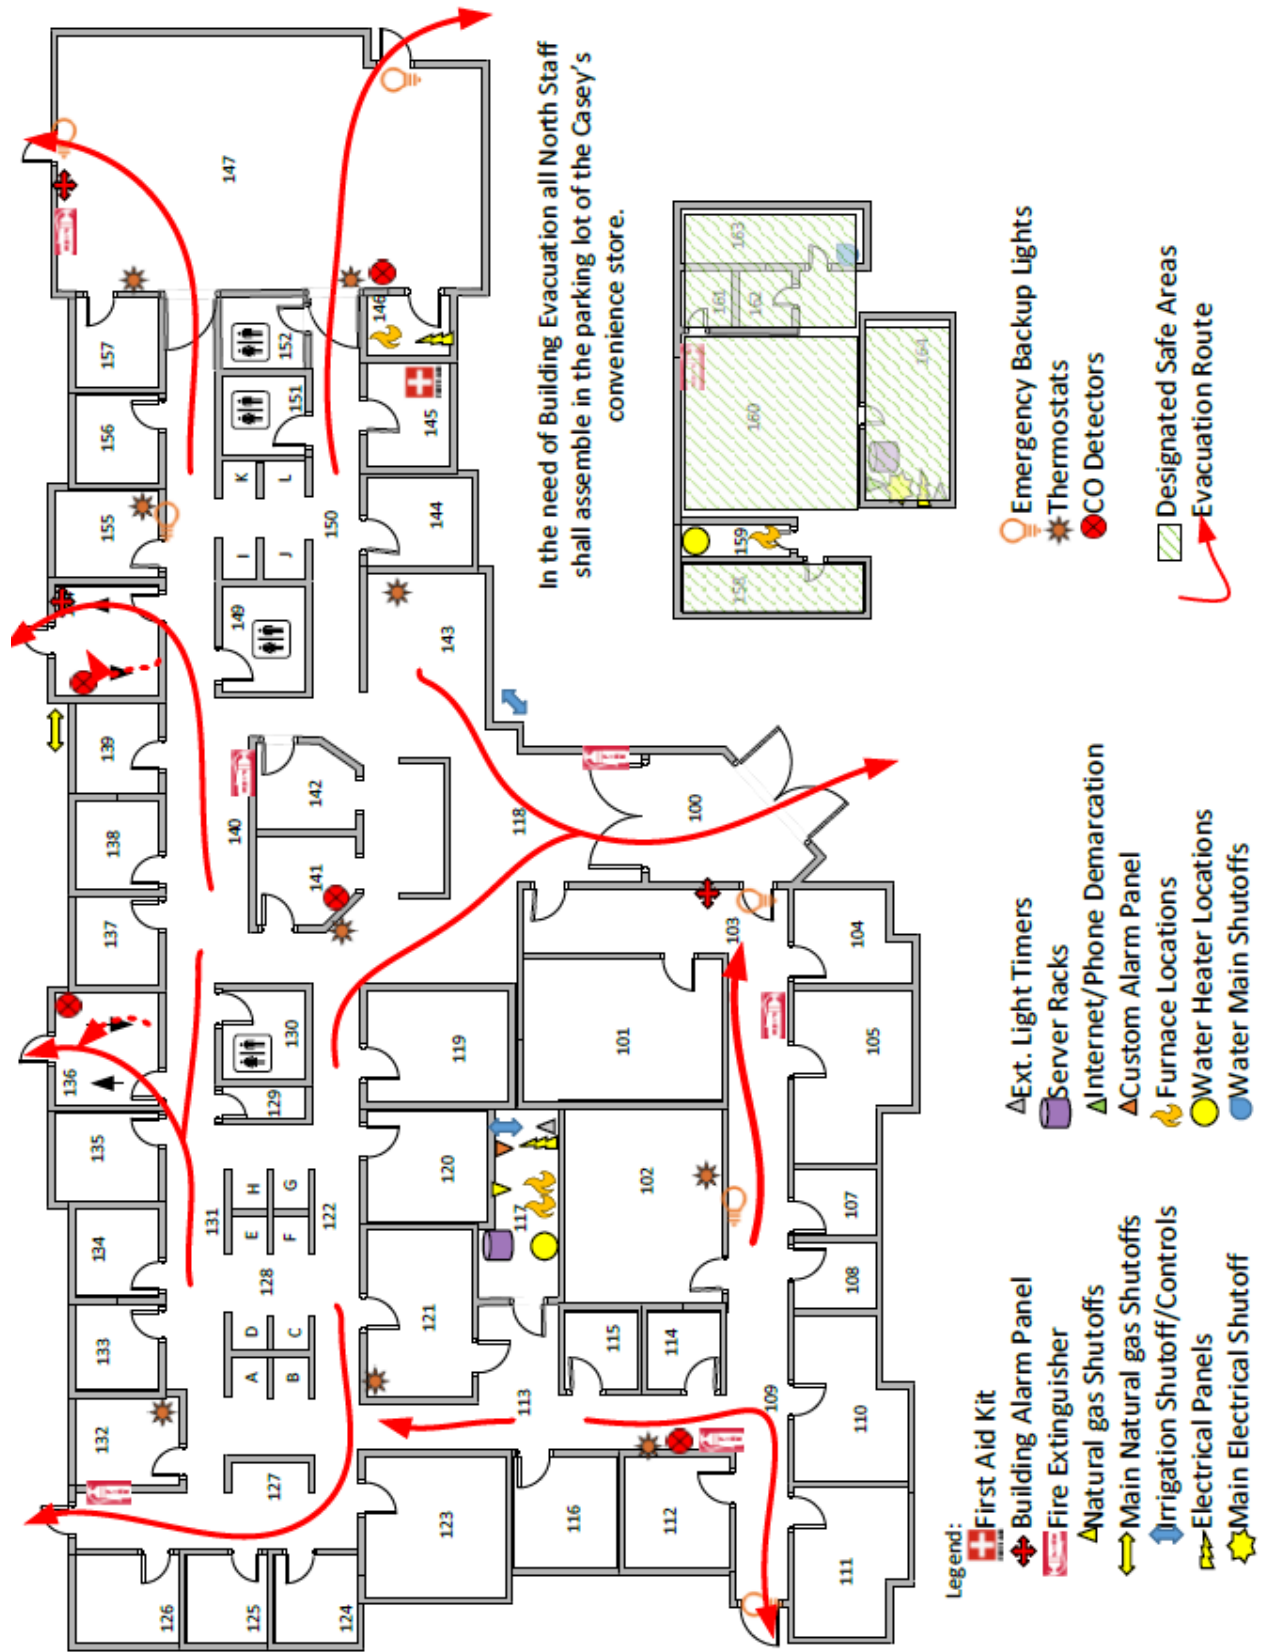 147
157
156
155
139
138
137
136
135
134
133
132
152
151
K
L
I
J
150
149
140
142
141
130
129
131
H
G
E
F
122
128
D
C
A
B
127
126
125
124
146
FIRST AID
145
144
143
118
100
119
120
121
123
117
101
102
103
104
105
107
108
115
114
113
109
110
116
112
111
In the need of Building Evacuation all North Staff
shall assemble in the parking lot of the Casey's
convenience store.
163
161
162
160
164
159
158
Legend:
First Aid Kit
Building Alarm Panel
Fire Extinguisher
Natural gas Shutoffs
Main Natural gas Shutoffs
Irrigation Shutoff/Controls
Electrical Panels
Main Electrical Shutoff
Ext. Light Timers
Server Racks
Internet/Phone Demarcation
Custom Alarm Panel
Furnace Locations
Water Heater Locations
Water Main Shutoffs
Emergency Backup Lights
Thermostats
CO Detectors
Designated Safe Areas
Evacuation Route